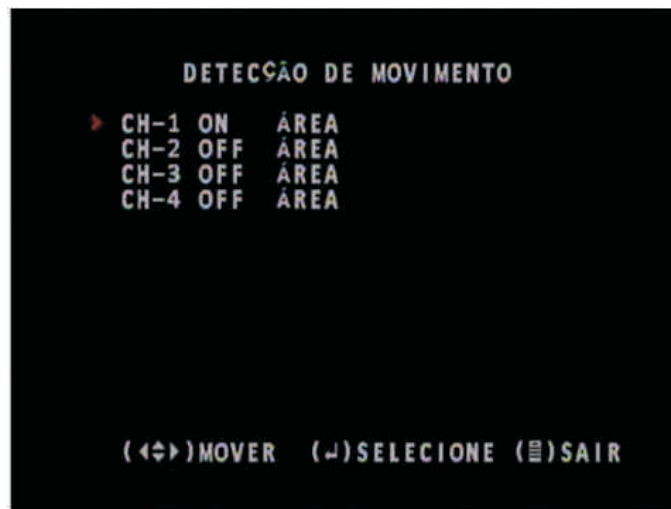 DETECÇÃO DE MOVIMENTO
CH-1 ON ÁREA
CH-2 OFF ÁREA
CH-3 OFF ÁREA
CH-4 OFF ÁREA
(◀▲▼▶)MOVER (↵)SELECIONE (▤)SAIR